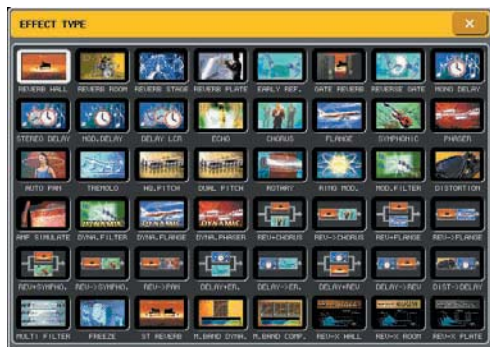 EFFECT TYPE
REVERB HALL REVERB ROOM REVERB STAGE REVERB PLATE EARLY REF. GATE REVERB REVERSE GATE MONO DELAY
STEREO DELAY MOD.DELAY DELAY LCR ECHO CHORUS FLANGE SYMPHONIC PHASER
AUTO PAN TREMOLO HQ.PITCH DUAL PITCH ROTARY RING MOD. MOD.FILTER DISTORTION
DYNAMIC DYNAMIC DYNAMIC
AMP SIMULATE DYNA.FILTER DYNA.FLANGE DYNA.PHASER REV+CHORUS REV->CHORUS REV+FLANGE REV->FLANGE
REV+SYMPHO. REV->SYMPHO. REV->PAN DELAY+ER. DELAY->ER. DELAY+REV DELAY->REV DIST->DELAY
MULTI FILTER FREEZE ST REVERB M.BAND DYNA. M.BAND COMP. REV-X HALL REV-X ROOM REV-X PLATE